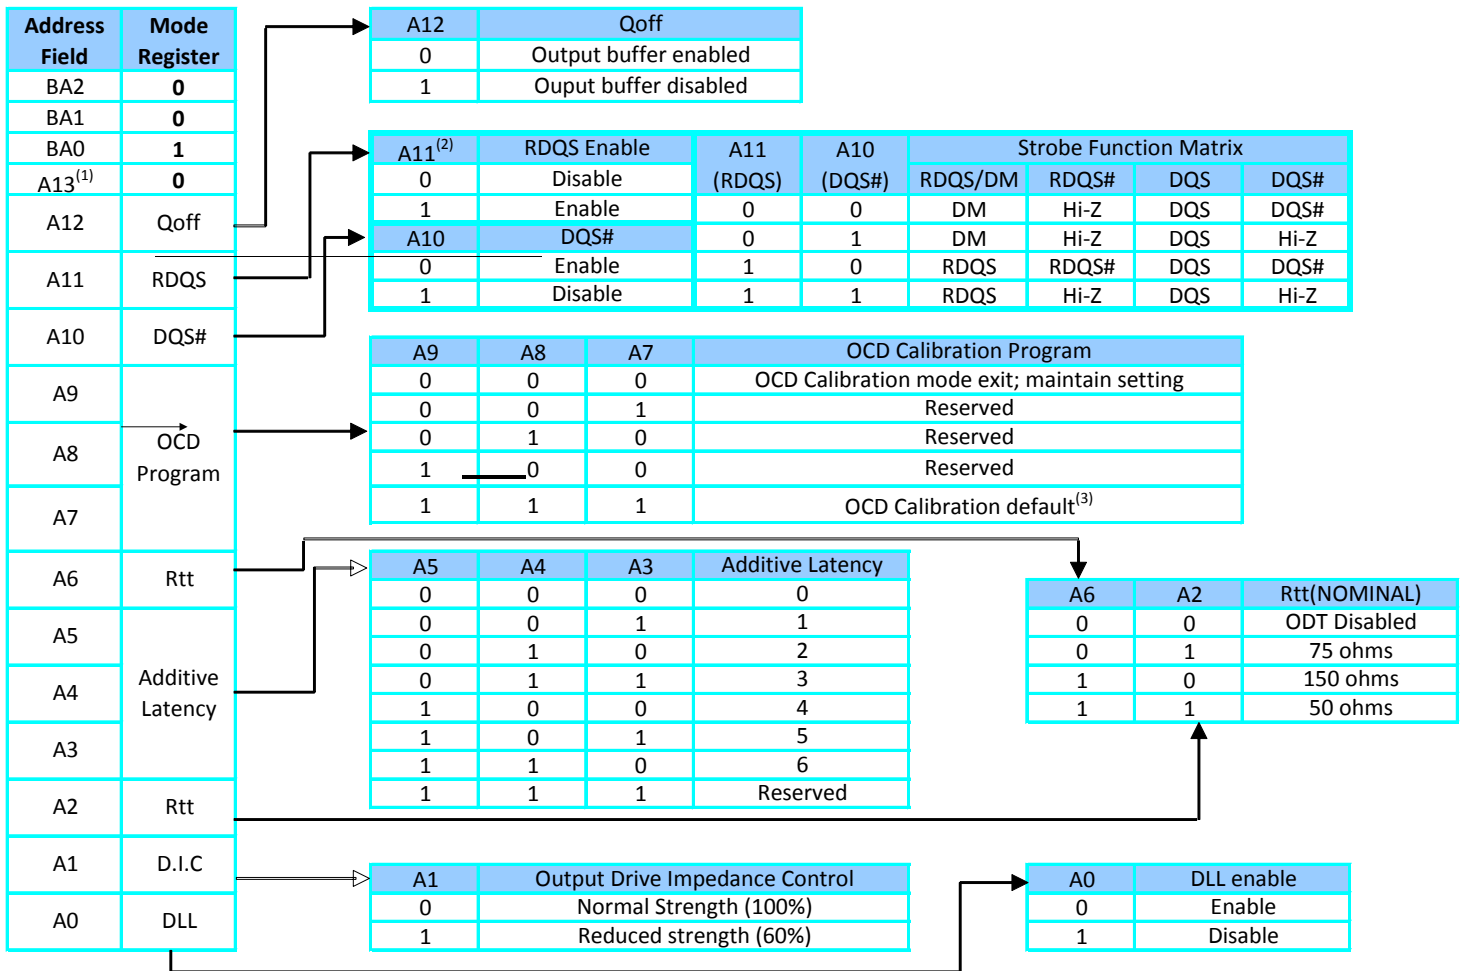 Address Field Mode Register
BA2 0
BA1 0
BA0 1
A13(1) 0
A12 Qoff
A11 RDQS
A10 DQS#
A9
A8
A7
OCD Program
A6 Rtt
A5
A4
A3
Additive Latency
A2 Rtt
A1 D.I.C
A0 DLL
A12 Qoff
0 Output buffer enabled
1 Ouput buffer disabled
A11(2) RDQS Enable
0 Disable
1 Enable
A10 DQS#
0 Enable
1 Disable
A11 (RDQS) A10 (DQS#) Strobe Function Matrix
RDQS/DM RDQS# DQS DQS#
0 0 DM Hi-Z DQS DQS#
0 1 DM Hi-Z DQS Hi-Z
1 0 RDQS RDQS# DQS DQS#
1 1 RDQS Hi-Z DQS Hi-Z
A9 A8 A7 OCD Calibration Program
0 0 0 OCD Calibration mode exit; maintain setting
0 0 1 Reserved
0 1 0 Reserved
1 0 0 Reserved
1 1 1 OCD Calibration default(3)
A5 A4 A3 Additive Latency
0 0 0 0
0 0 1 1
0 1 0 2
0 1 1 3
1 0 0 4
1 0 1 5
1 1 0 6
1 1 1 Reserved
A6 A2 Rtt(NOMINAL)
0 0 ODT Disabled
0 1 75 ohms
1 0 150 ohms
1 1 50 ohms
A1 Output Drive Impedance Control
0 Normal Strength (100%)
1 Reduced strength (60%)
A0 DLL enable
0 Enable
1 Disable